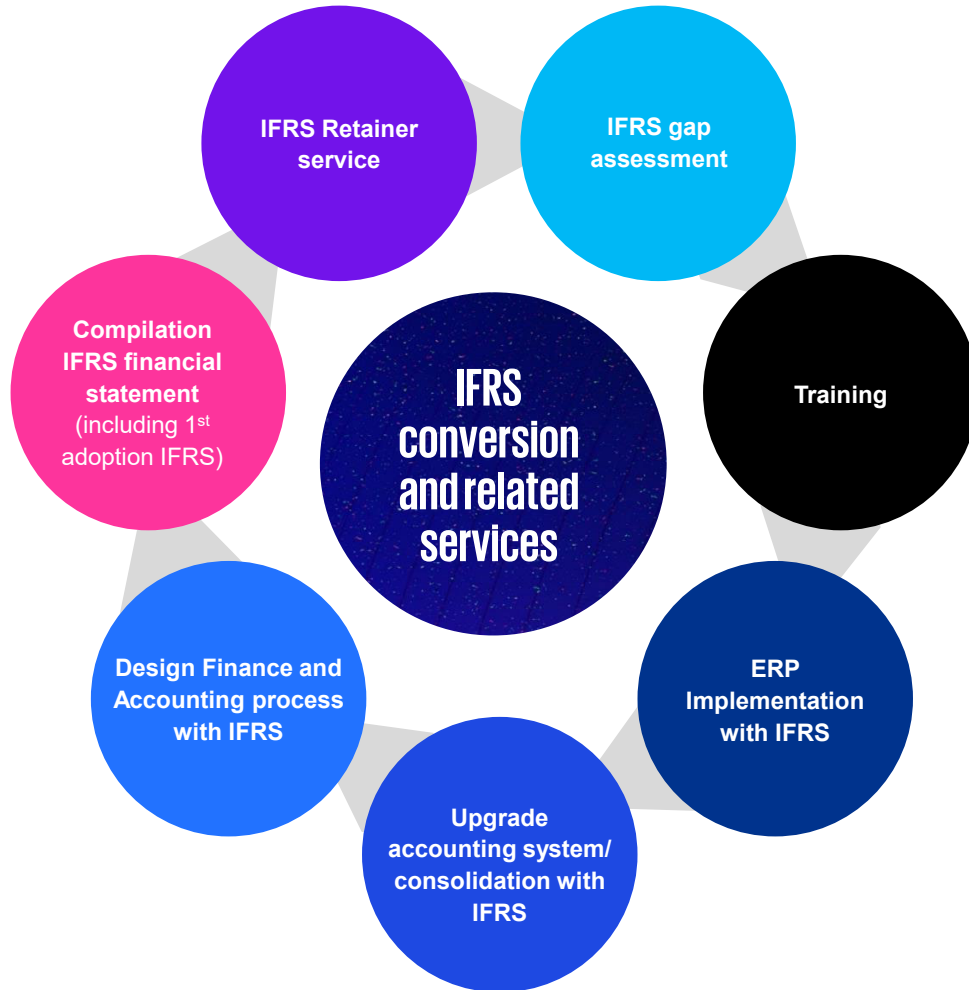 IFRS Retainer
service
IFRS gap
assessment
Compilation
IFRS financial
statement
(including 1st
adoption IFRS)
IFRS
conversion
and related
services
Training
Design Finance and
Accounting process
with IFRS
ERP
Implementation
with IFRS
Upgrade
accounting system/
consolidation with
IFRS